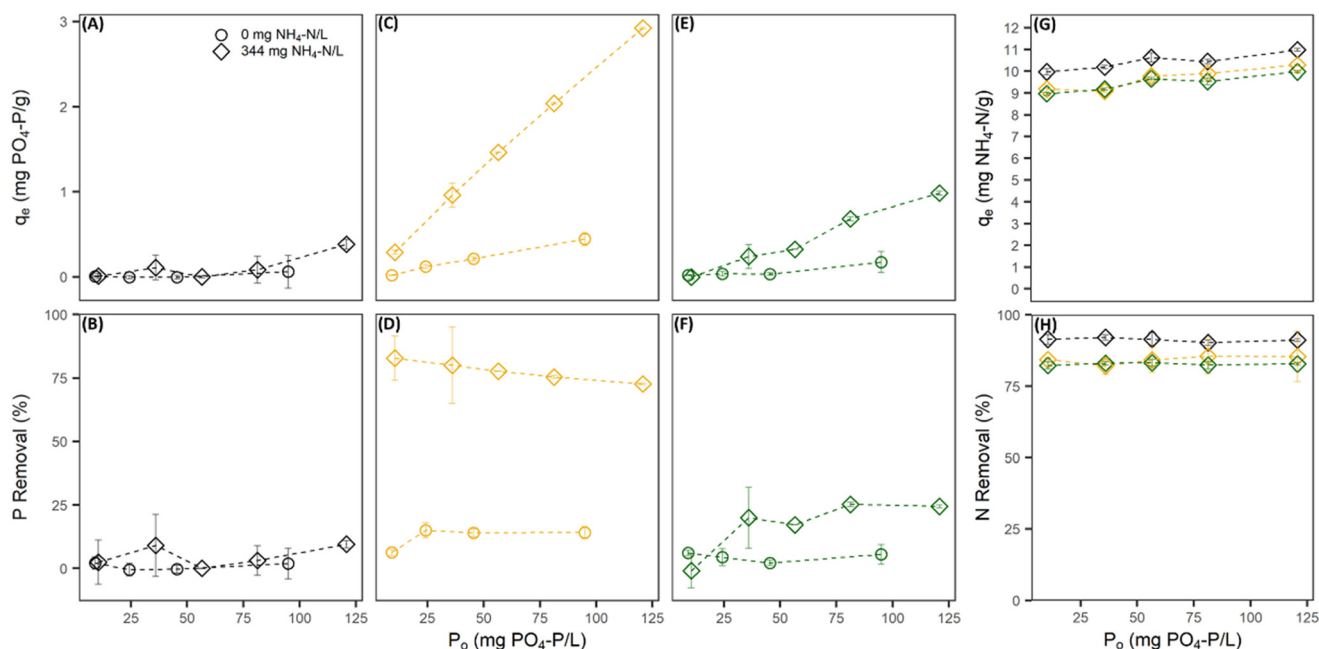 (A)
0 mg NH4-N/L
344 mg NH4-N/L
(C)
(E)
(G)
3
2
1
0
qe (mg PO4-P/g)
12
11
10
9
8
7
6
5
4
3
2
1
0
qe (mg NH4-N/g)
(B)
(D)
(F)
(H)
100
75
50
25
0
P Removal (%)
100
75
50
25
0
N Removal (%)
25 50 75 100 125
25 50 75 100 125
25 50 75 100 125
25 50 75 100 125
Po (mg PO4-P/L)
Po (mg PO4-P/L)